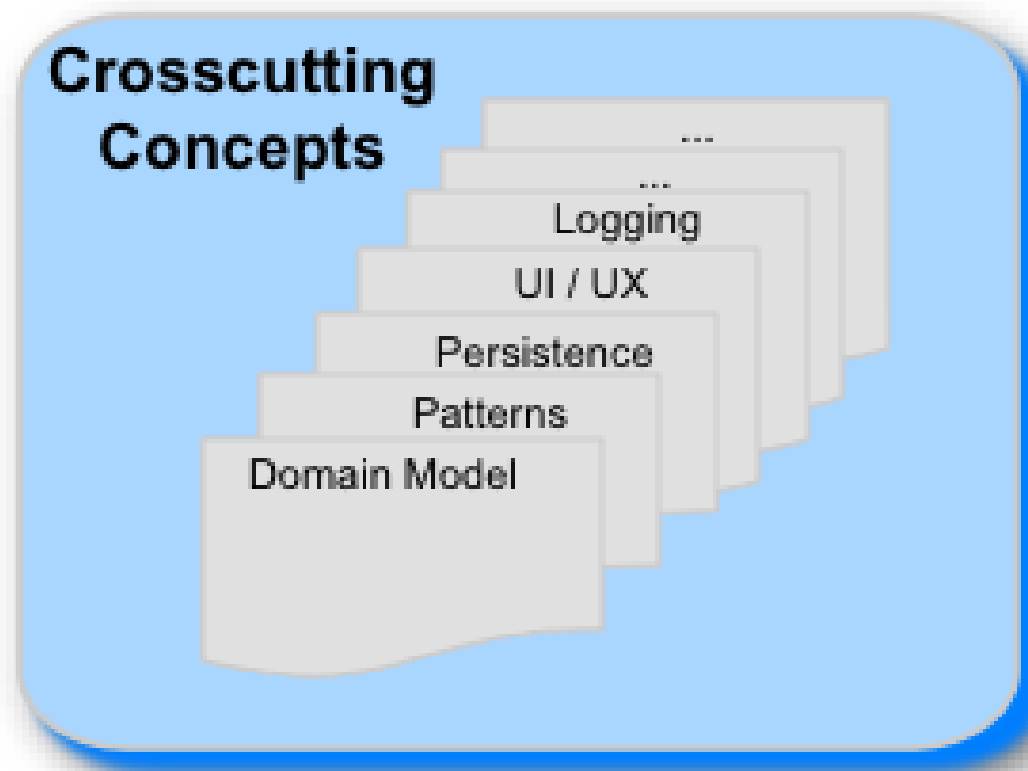 Crosscutting
Concepts
...
...
Logging
UI / UX
Persistence
Patterns
Domain Model